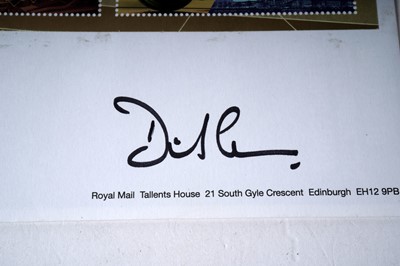 Royal Mail Tallents House 21 South Gyle Crescent Edinburgh EH12 9PB